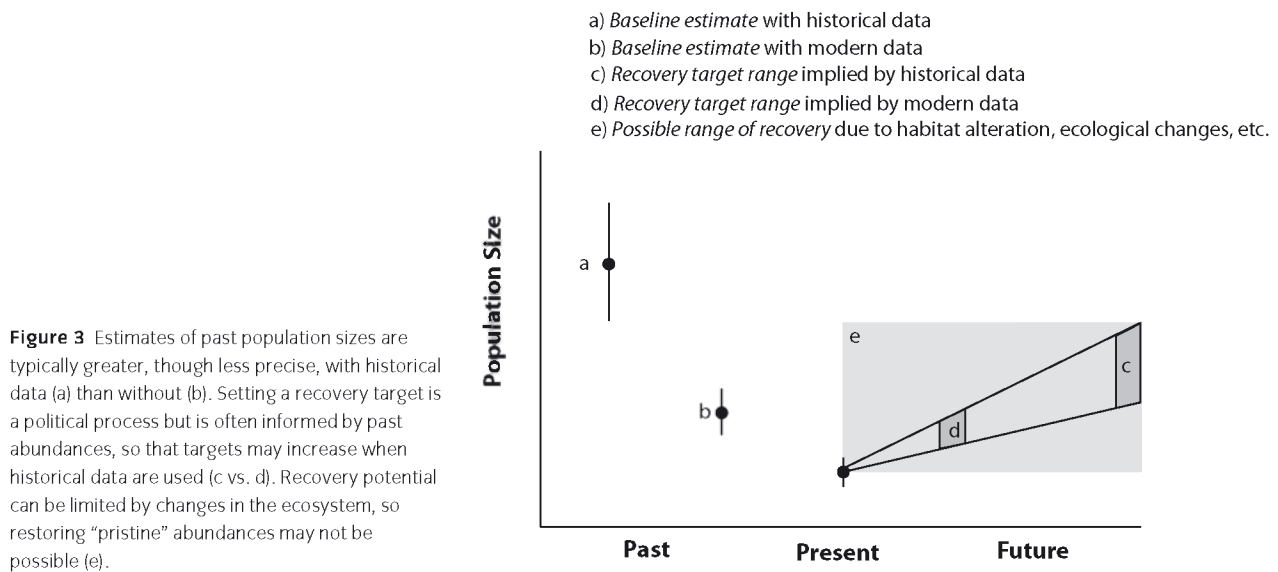 a) Baseline estimate with historical data
b) Baseline estimate with modern data
c) Recovery target range implied by historical data
d) Recovery target range implied by modern data
e) Possible range of recovery due to habitat alteration, ecological changes, etc.
Population Size
a
b
e
d
c
Past
Present
Future
Figure 3 Estimates of past population sizes are
typically greater, though less precise, with historical
data (a) than without (b). Setting a recovery target is
a political process but is often informed by past
abundances, so that targets may increase when
historical data are used (c vs. d). Recovery potential
can be limited by changes in the ecosystem, so
restoring “pristine” abundances may not be
possible (e).